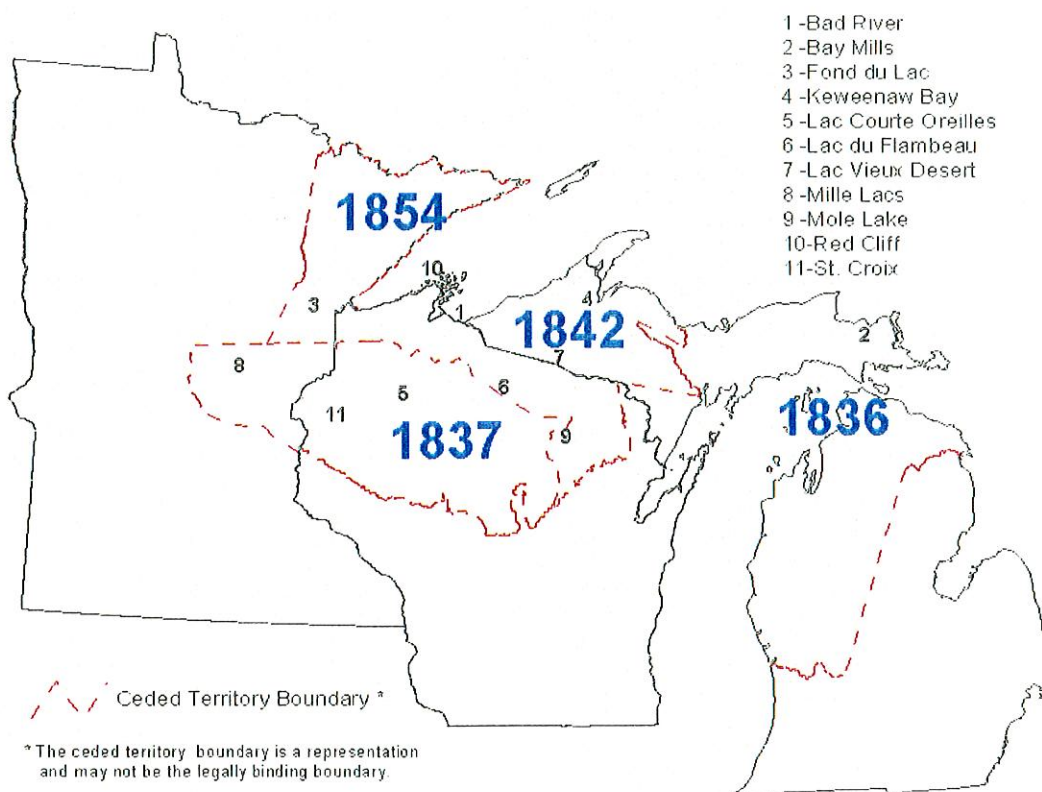 1 -Bad River
2 -Bay Mills
3 -Fond du Lac
4 -Keweenaw Bay
5 -Lac Courte Oreilles
6 -Lac du Flambeau
7 -Lac Vieux Desert
8 -Mille Lacs
9 -Mole Lake
10-Red Cliff
11-St. Croix
1854
10
3
1
4
1842
2
7
8
5
6
11
1837
9
1836
Ceded Territory Boundary *
* The ceded territory boundary is a representation
and may not be the legally binding boundary.